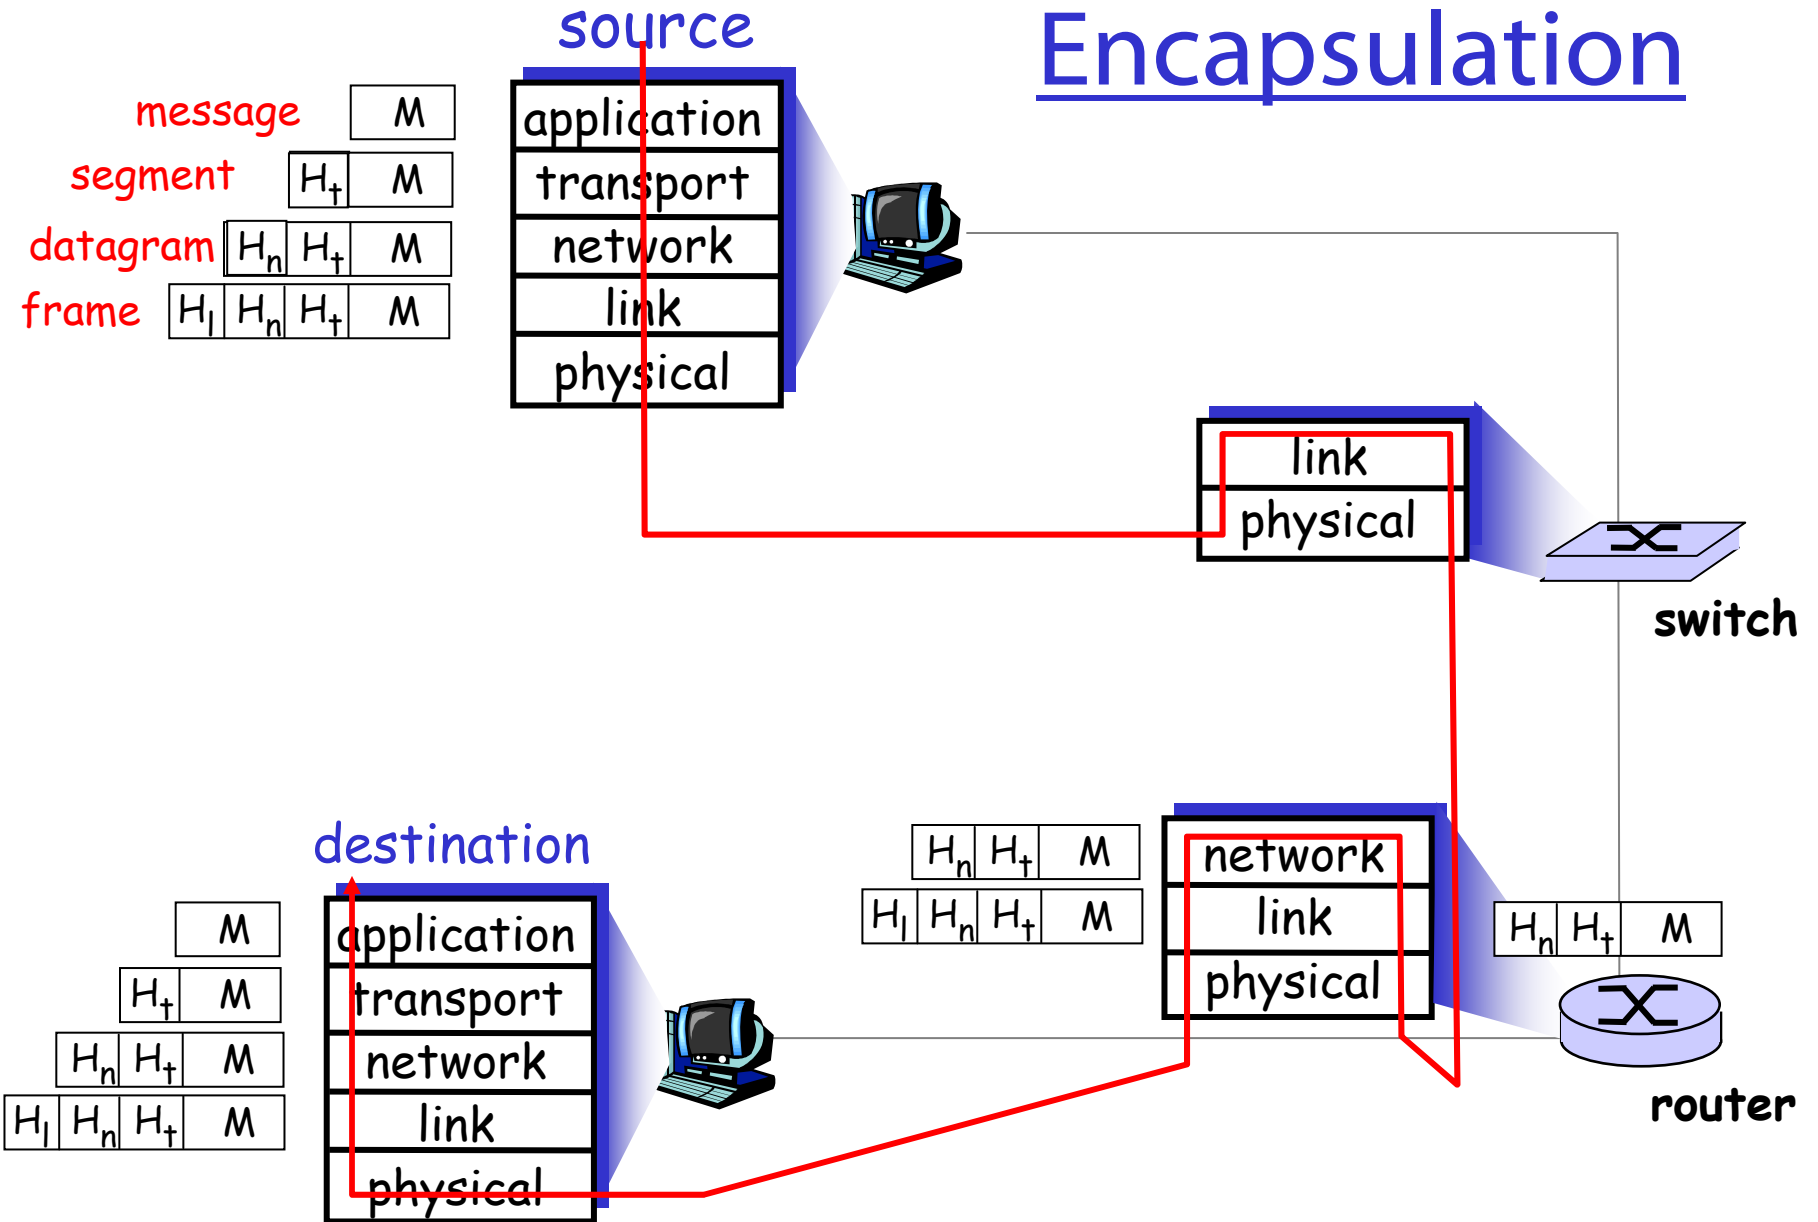 source
Encapsulation
message M
segment Ht M
datagram Hn Ht M
frame Hl Hn Ht M
application
transport
network
link
physical
link
physical
switch
destination
M
Ht M
Hn Ht M
Hl Hn Ht M
application
transport
network
link
physical
Hn Ht M
Hl Hn Ht M
network
link
physical
Hn Ht M
router